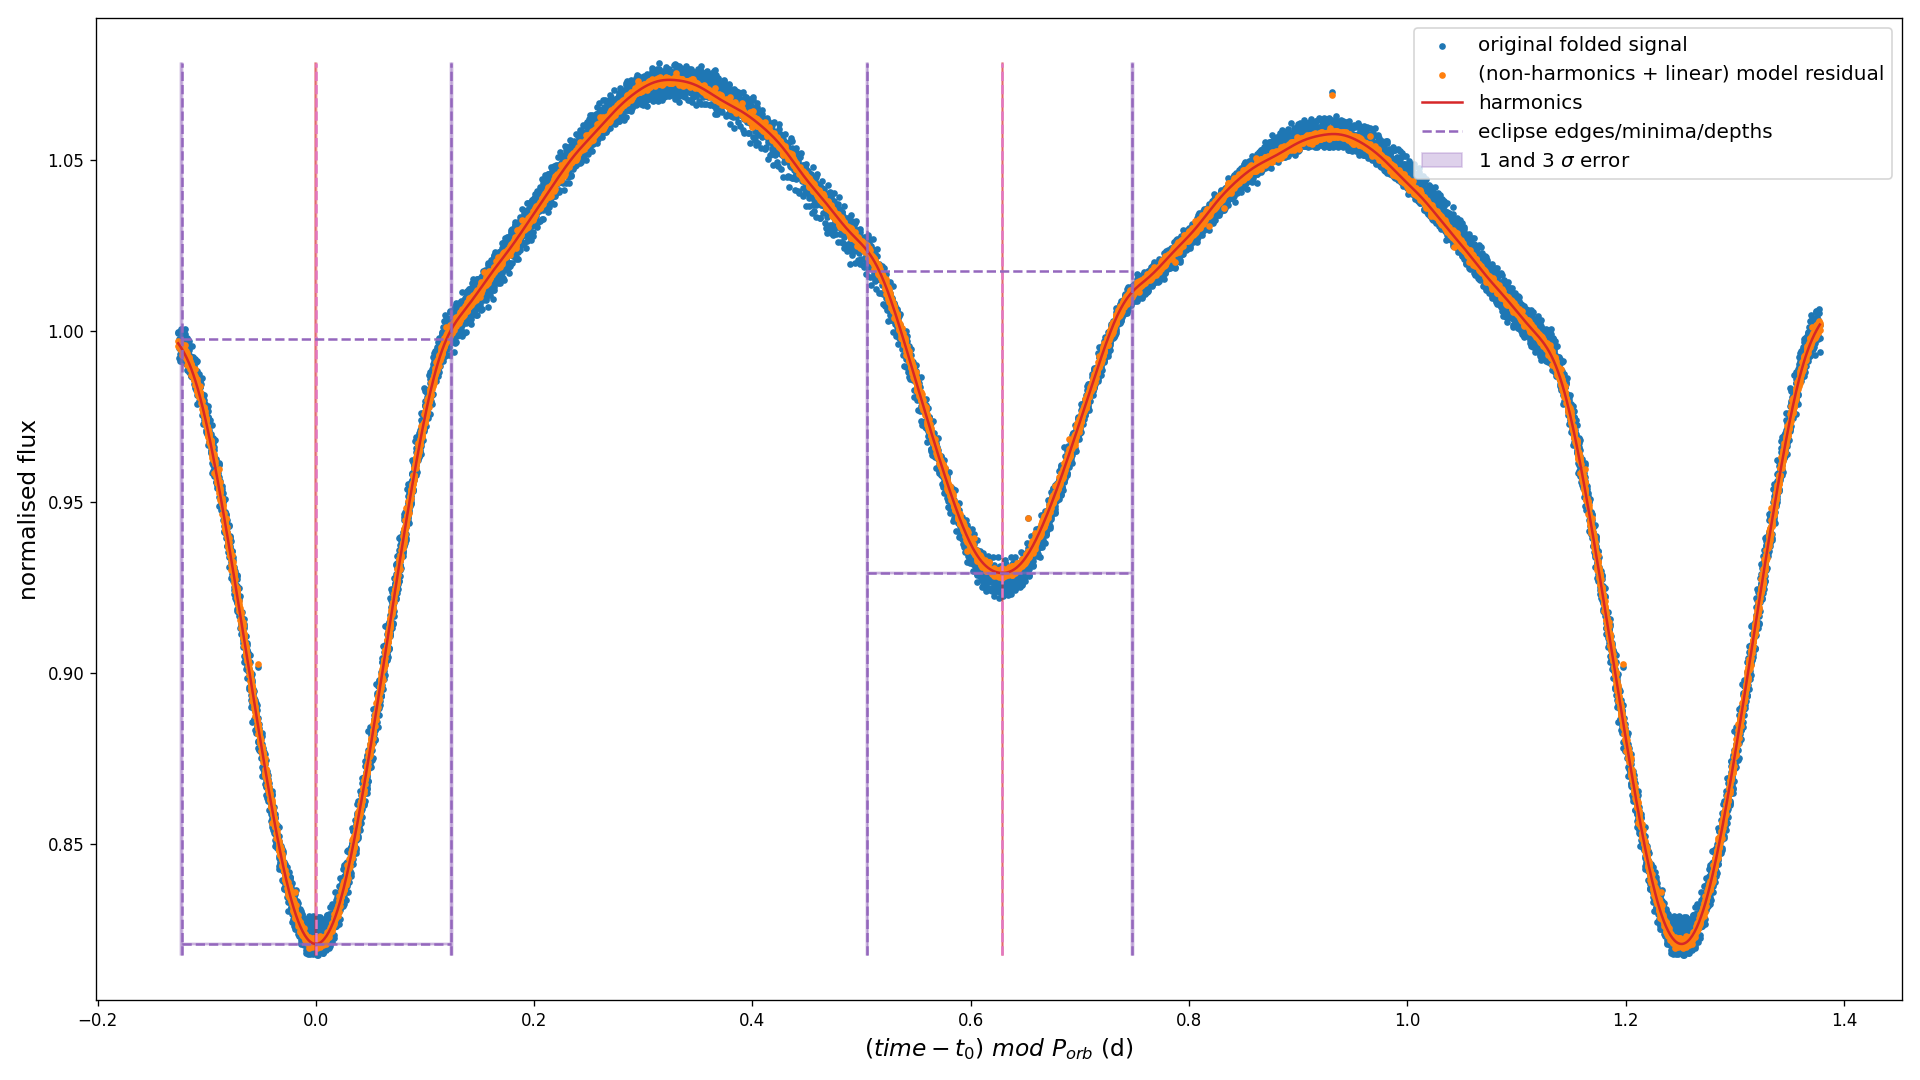 original folded signal
(non-harmonics + linear) model residual
harmonics
eclipse edges/minima/depths
1 and 3 σ error
normalised flux
1.05
1.00
0.95
0.90
0.85
−0.2 0.0 0.2 0.4 0.6 0.8 1.0 1.2 1.4
(time − t₀) mod Pₒᵣb (d)